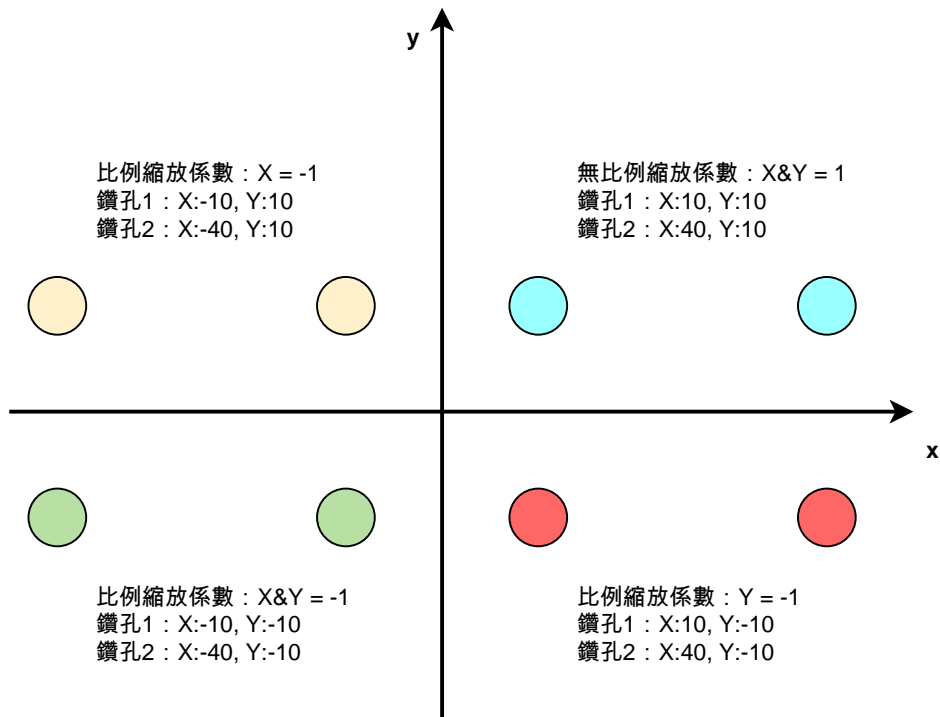 y
比例縮放係數：X = -1
鑽孔1：X:-10, Y:10
鑽孔2：X:-40, Y:10
無比例縮放係數：X&Y = 1
鑽孔1：X:10, Y:10
鑽孔2：X:40, Y:10
x
比例縮放係數：X&Y = -1
鑽孔1：X:-10, Y:-10
鑽孔2：X:-40, Y:-10
比例縮放係數：Y = -1
鑽孔1：X:10, Y:-10
鑽孔2：X:40, Y:-10